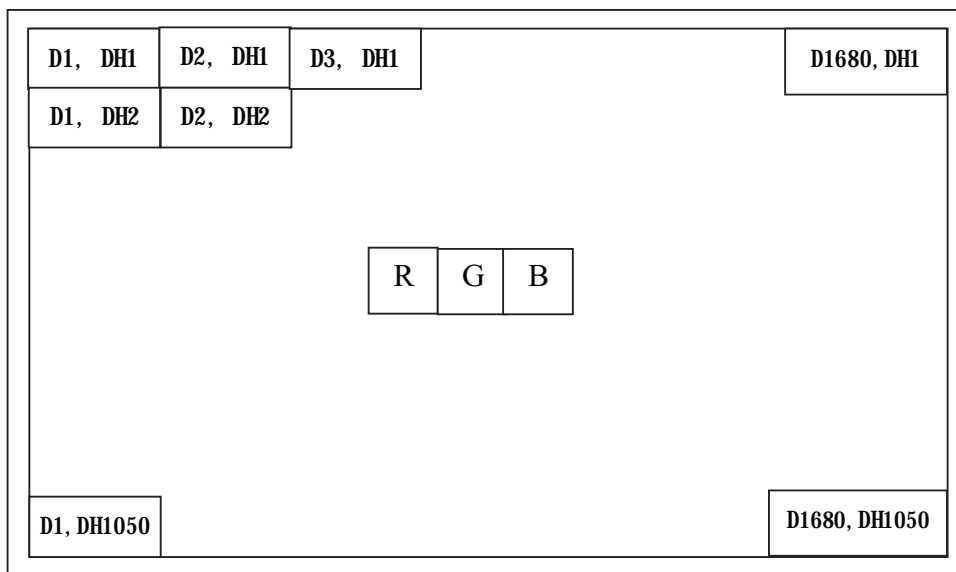 D1, DH1 D2, DH1 D3, DH1 D1680,DH1
D1, DH2 D2, DH2
R G B
D1,DH1050 D1680,DH1050